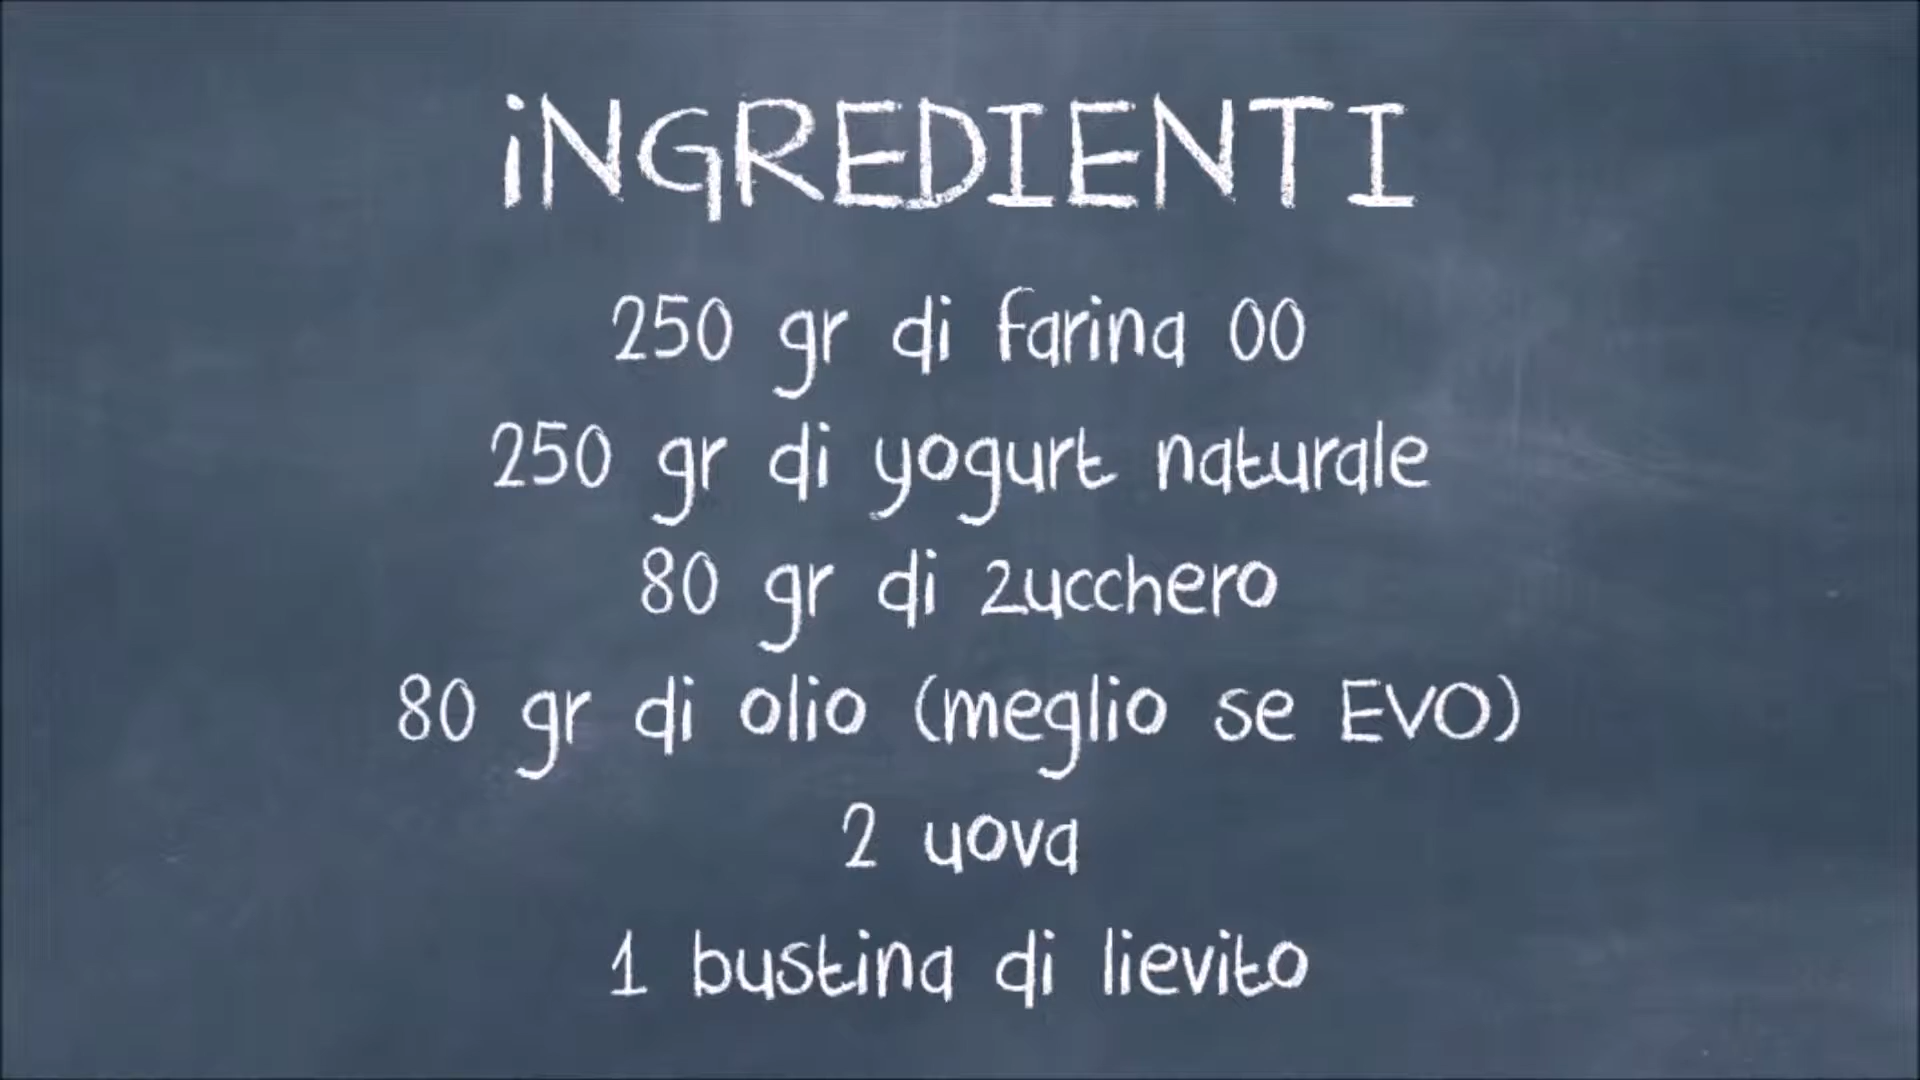 iNGREDIENTI
250 gr di farina 00
250 gr di yogurt naturale
80 gr di zucchero
80 gr di olio (meglio se EVO)
2 uova
1 bustina di lievito